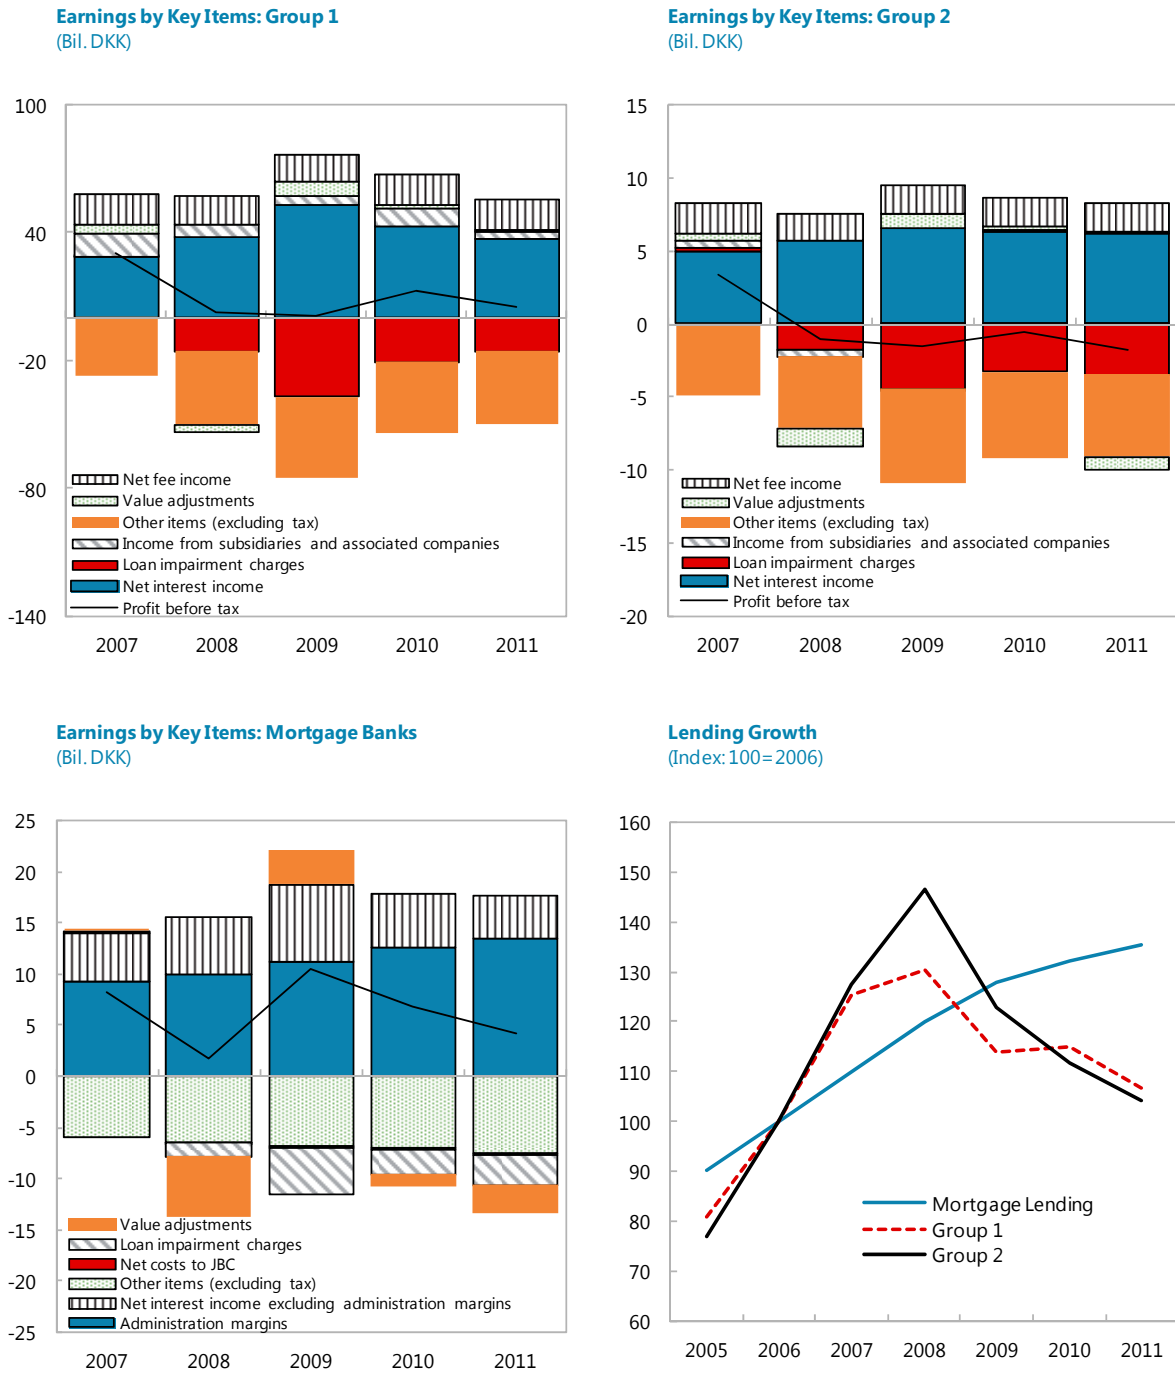 Earnings by Key Items: Group 1
(Bil. DKK)
100
40
-20
-80
-140
Net fee income
Value adjustments
Other items (excluding tax)
Income from subsidiaries and associated companies
Loan impairment charges
Net interest income
Profit before tax
2007 2008 2009 2010 2011
Earnings by Key Items: Group 2
(Bil. DKK)
15
10
5
0
-5
-10
-15
-20
Net fee income
Value adjustments
Other items (excluding tax)
Income from subsidiaries and associated companies
Loan impairment charges
Net interest income
Profit before tax
2007 2008 2009 2010 2011
Earnings by Key Items: Mortgage Banks
(Bil. DKK)
25
20
15
10
5
0
-5
-10
-15
-20
-25
Value adjustments
Loan impairment charges
Net costs to JBC
Other items (excluding tax)
Net interest income excluding administration margins
Administration margins
2007 2008 2009 2010 2011
Lending Growth
(Index: 100=2006)
160
150
140
130
120
110
100
90
80
70
60
Mortgage Lending
Group 1
Group 2
2005 2006 2007 2008 2009 2010 2011